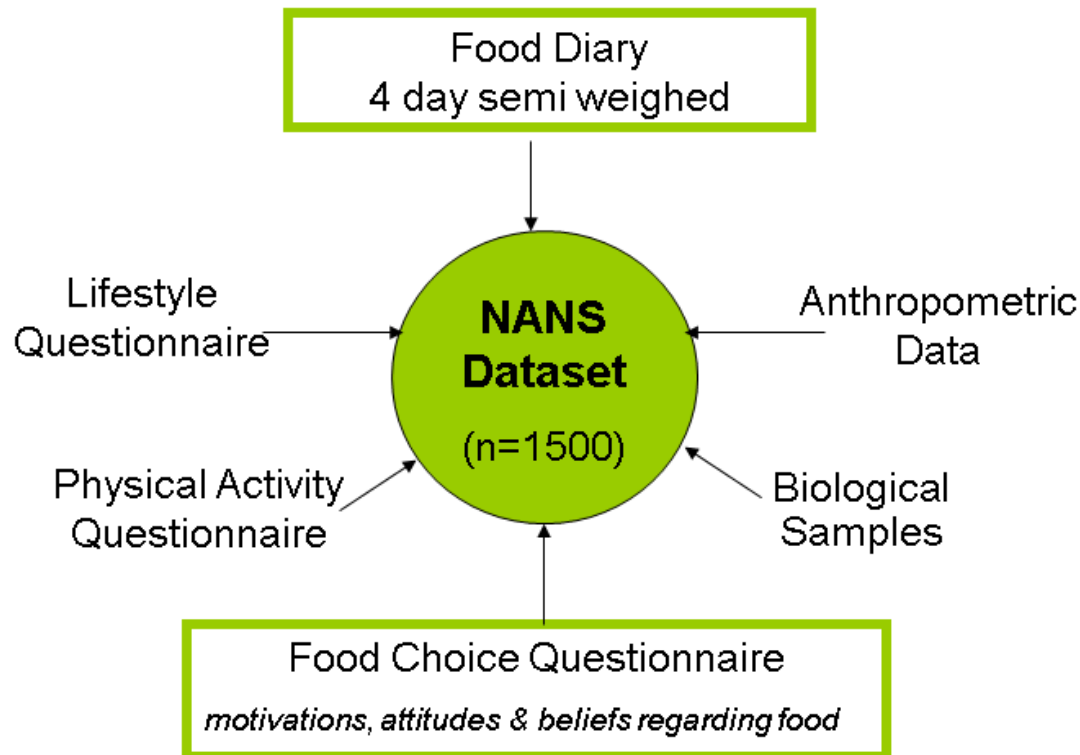 Food Diary
4 day semi weighed
Lifestyle
Questionnaire
NANS
Dataset
(n=1500)
Anthropometric
Data
Physical Activity
Questionnaire
Biological
Samples
Food Choice Questionnaire
motivations, attitudes & beliefs regarding food